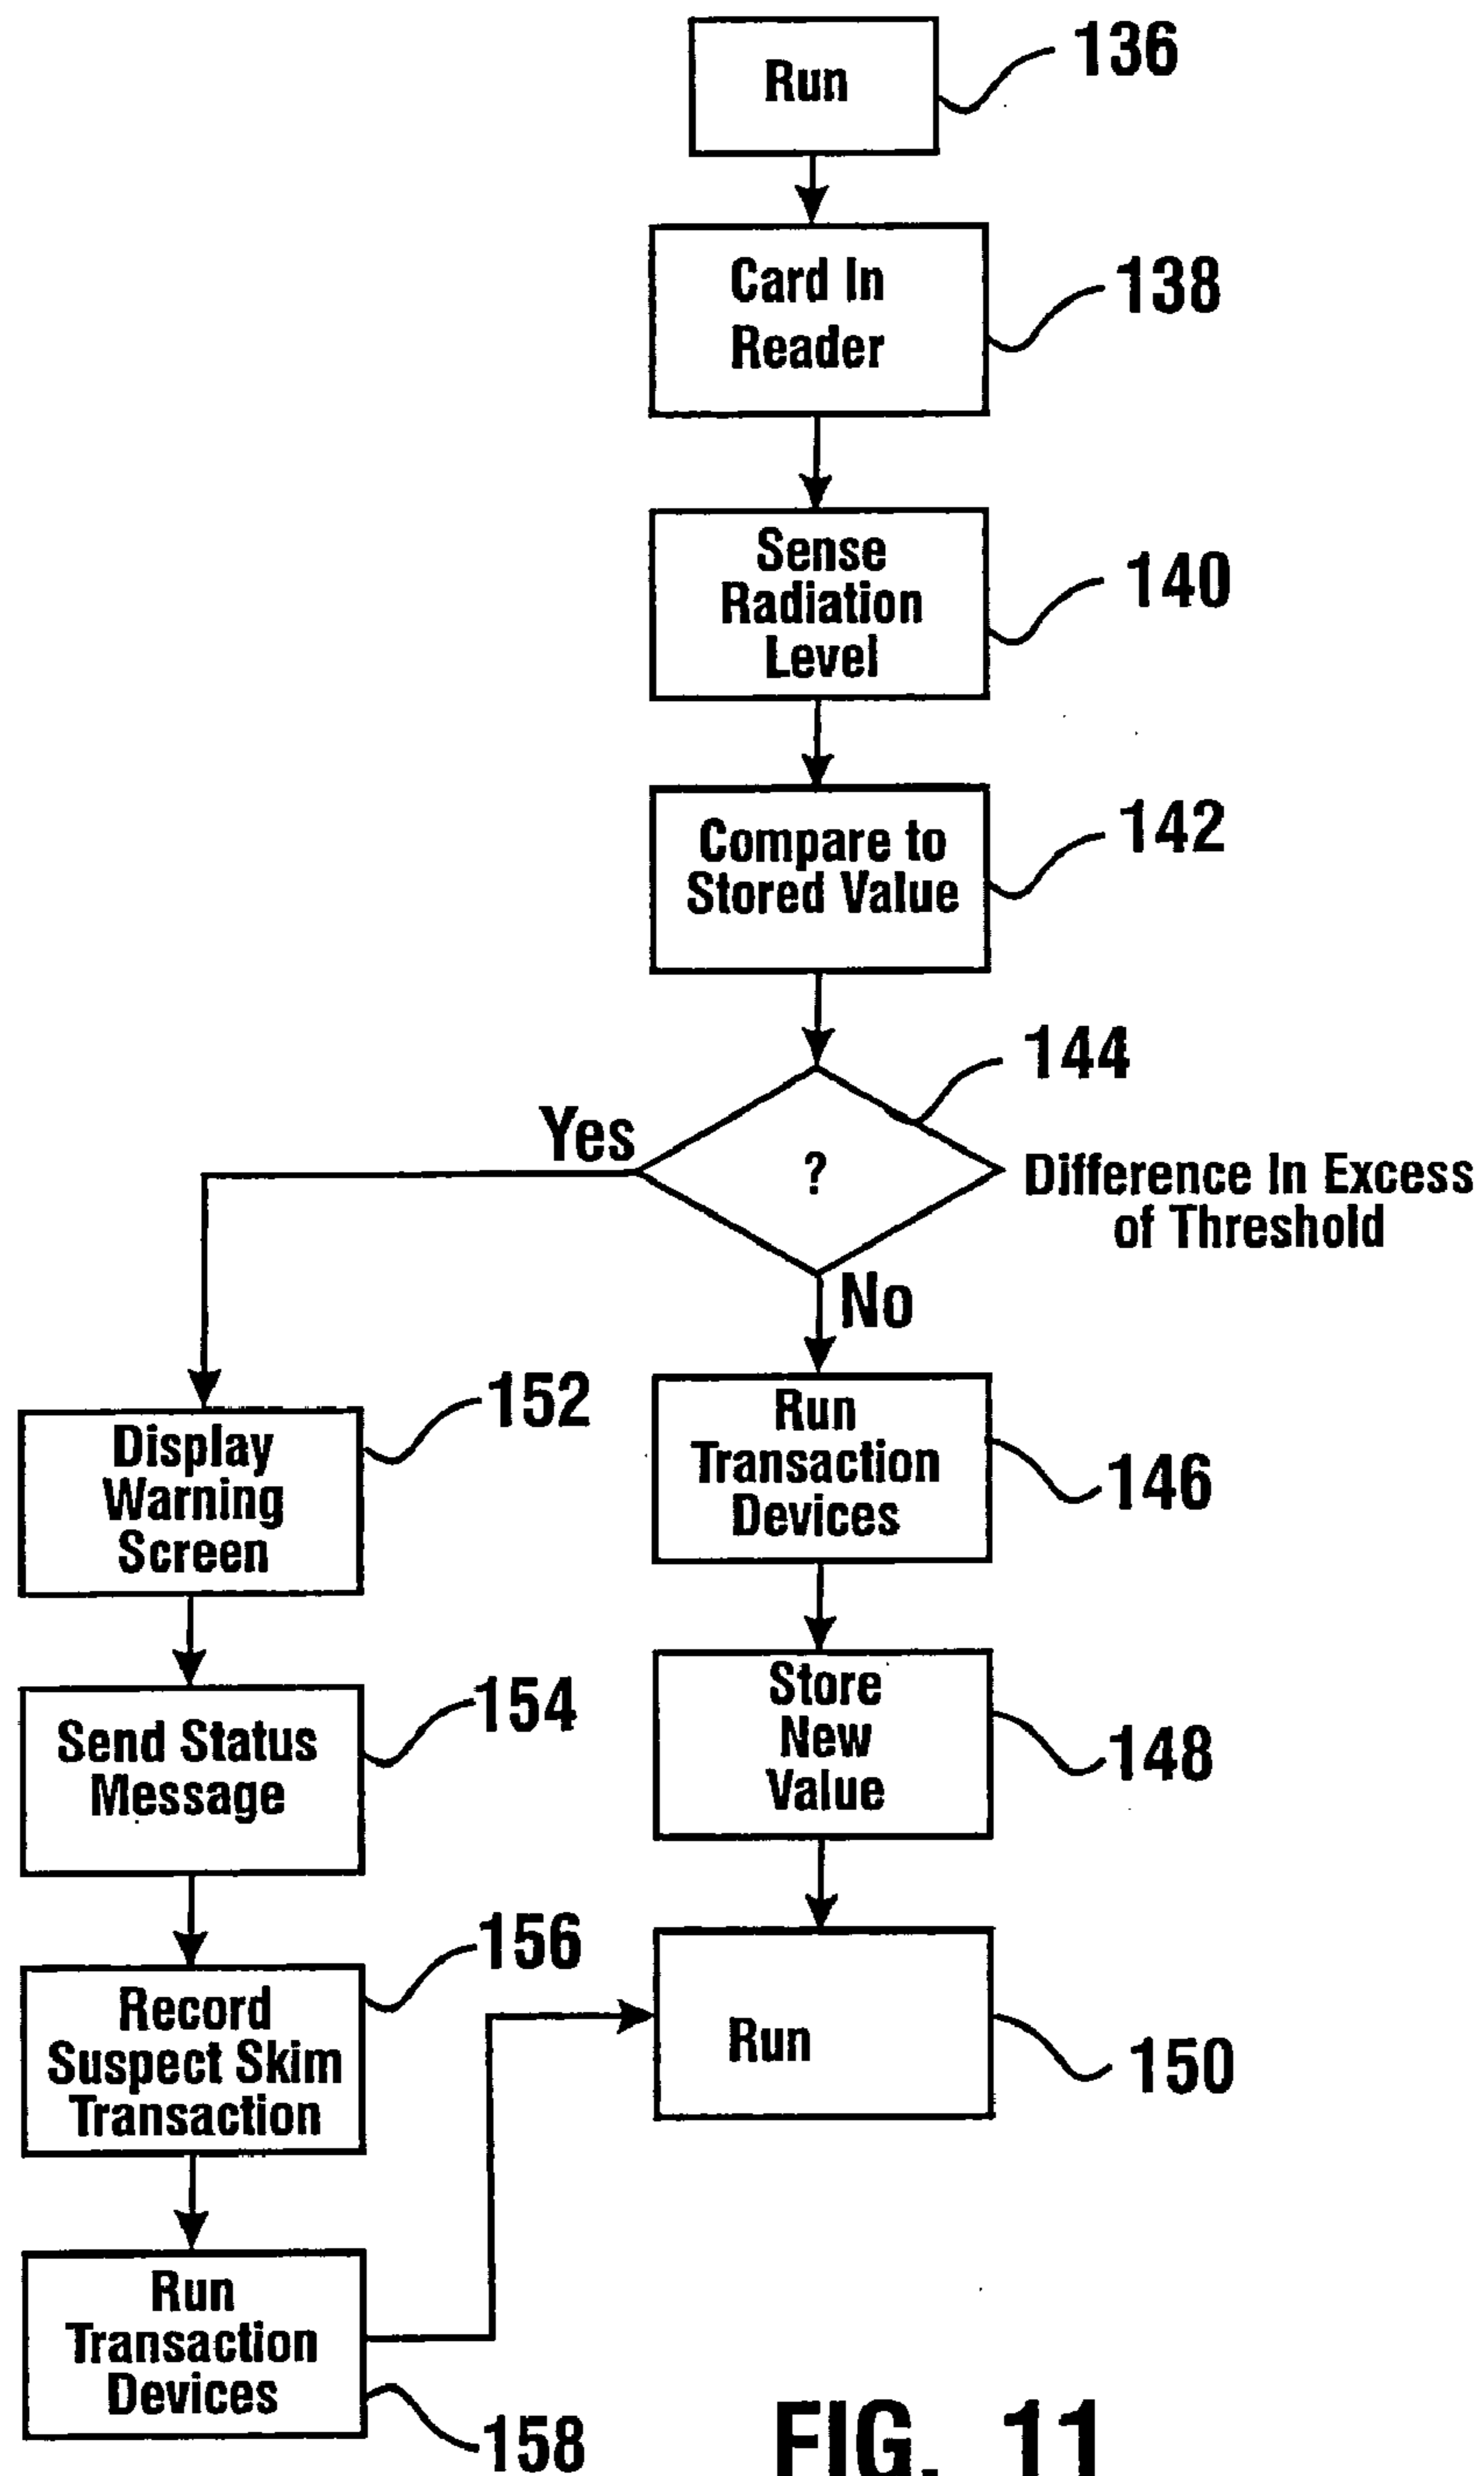 Run
136
Card In
Reader
138
Sense
Radiation
Level
140
Compare to
Stored Value
142
144
Yes
?
Difference In Excess
of Threshold
No
152
Display
Warning
Screen
Run
Transaction
Devices
146
154
Send Status
Message
Store
New
Value
148
156
Record
Suspect Skim
Transaction
Run
150
Run
Transaction
Devices
158
FIG. 11